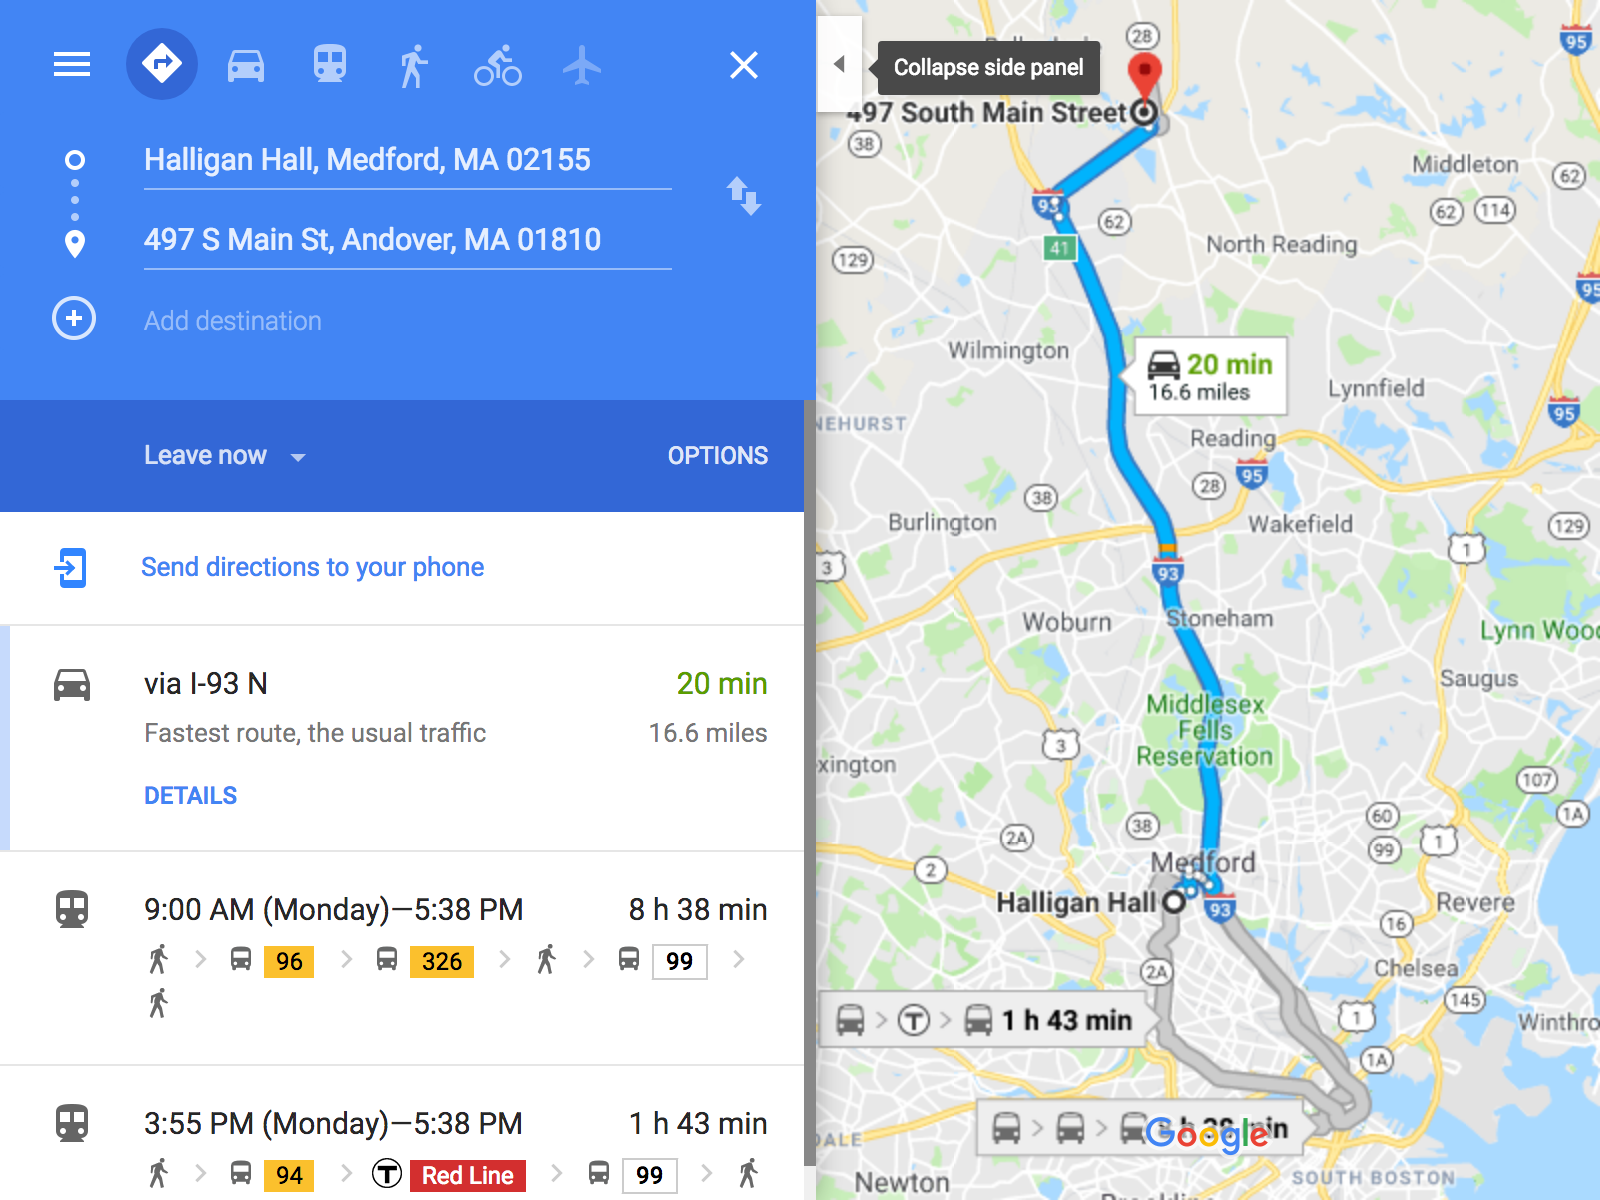 Halligan Hall, Medford, MA 02155
497 S Main St, Andover, MA 01810
Add destination
Leave now
OPTIONS
Send directions to your phone
via I-93 N
20 min
Fastest route, the usual traffic
16.6 miles
DETAILS
9:00 AM (Monday)—5:38 PM
8 h 38 min
96
326
99
3:55 PM (Monday)—5:38 PM
1 h 43 min
94
T
Red Line
99
28
95
Collapse side panel
497 South Main Street
38
Middleton
62
93
62
62
114
41
North Reading
129
95
Wilmington
20 min
16.6 miles
Lynnfield
95
NEHURST
Reading
95
28
38
Burlington
Wakefield
129
1
3
93
Woburn
Stoneham
Lynn Wood
Saugus
Middlesex
Fells
Reservation
3
xington
107
1A
60
38
2A
1
99
Medford
2
Halligan Hall
93
Revere
16
2A
Chelsea
145
T
1 h 43 min
1
Winthro
1A
Google
DALE
SOUTH BOSTON
Newton